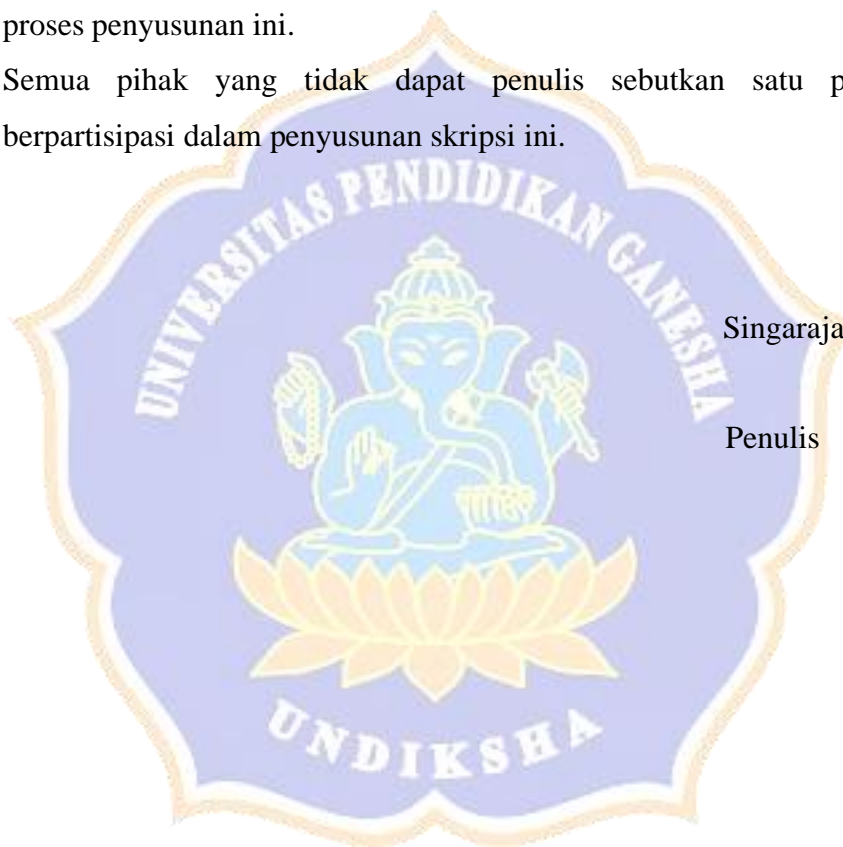 proses penyusunan ini.
Semua pihak yang tidak dapat penulis sebutkan satu
berpartisipasi dalam penyusunan skripsi ini.
UNIVERSITAS PENDIDIKAN GANESHA
Singaraja
Penulis
UNDIKSHA